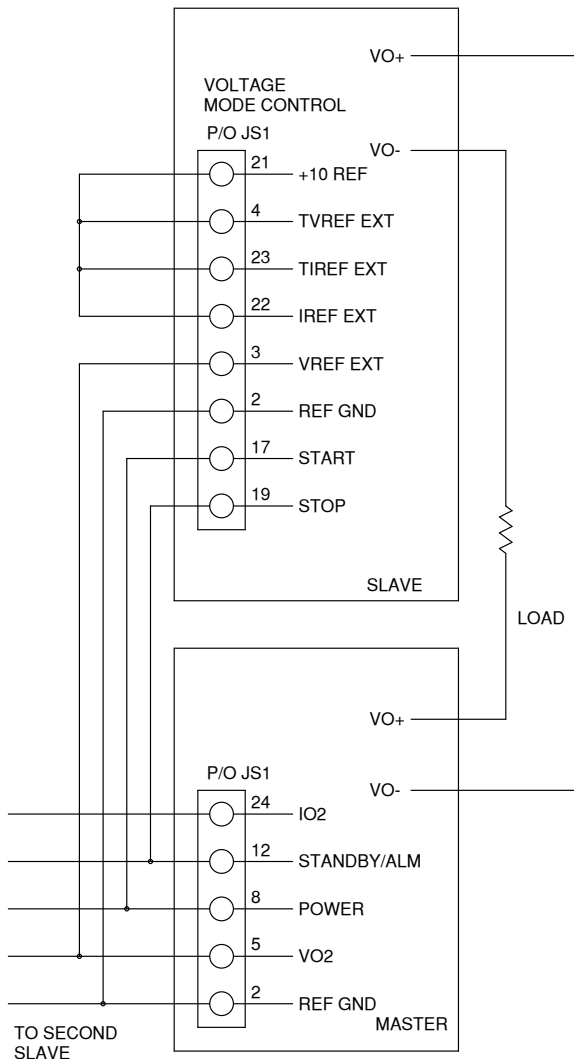 VO+
VOLTAGE
MODE CONTROL
P/O JS1
VO-
21 +10 REF
4 TVREF EXT
23 TIREF EXT
22 IREF EXT
3 VREF EXT
2 REF GND
17 START
19 STOP
SLAVE
LOAD
VO+
P/O JS1
VO-
24 IO2
12 STANDBY/ALM
8 POWER
5 VO2
2 REF GND
MASTER
TO SECOND
SLAVE